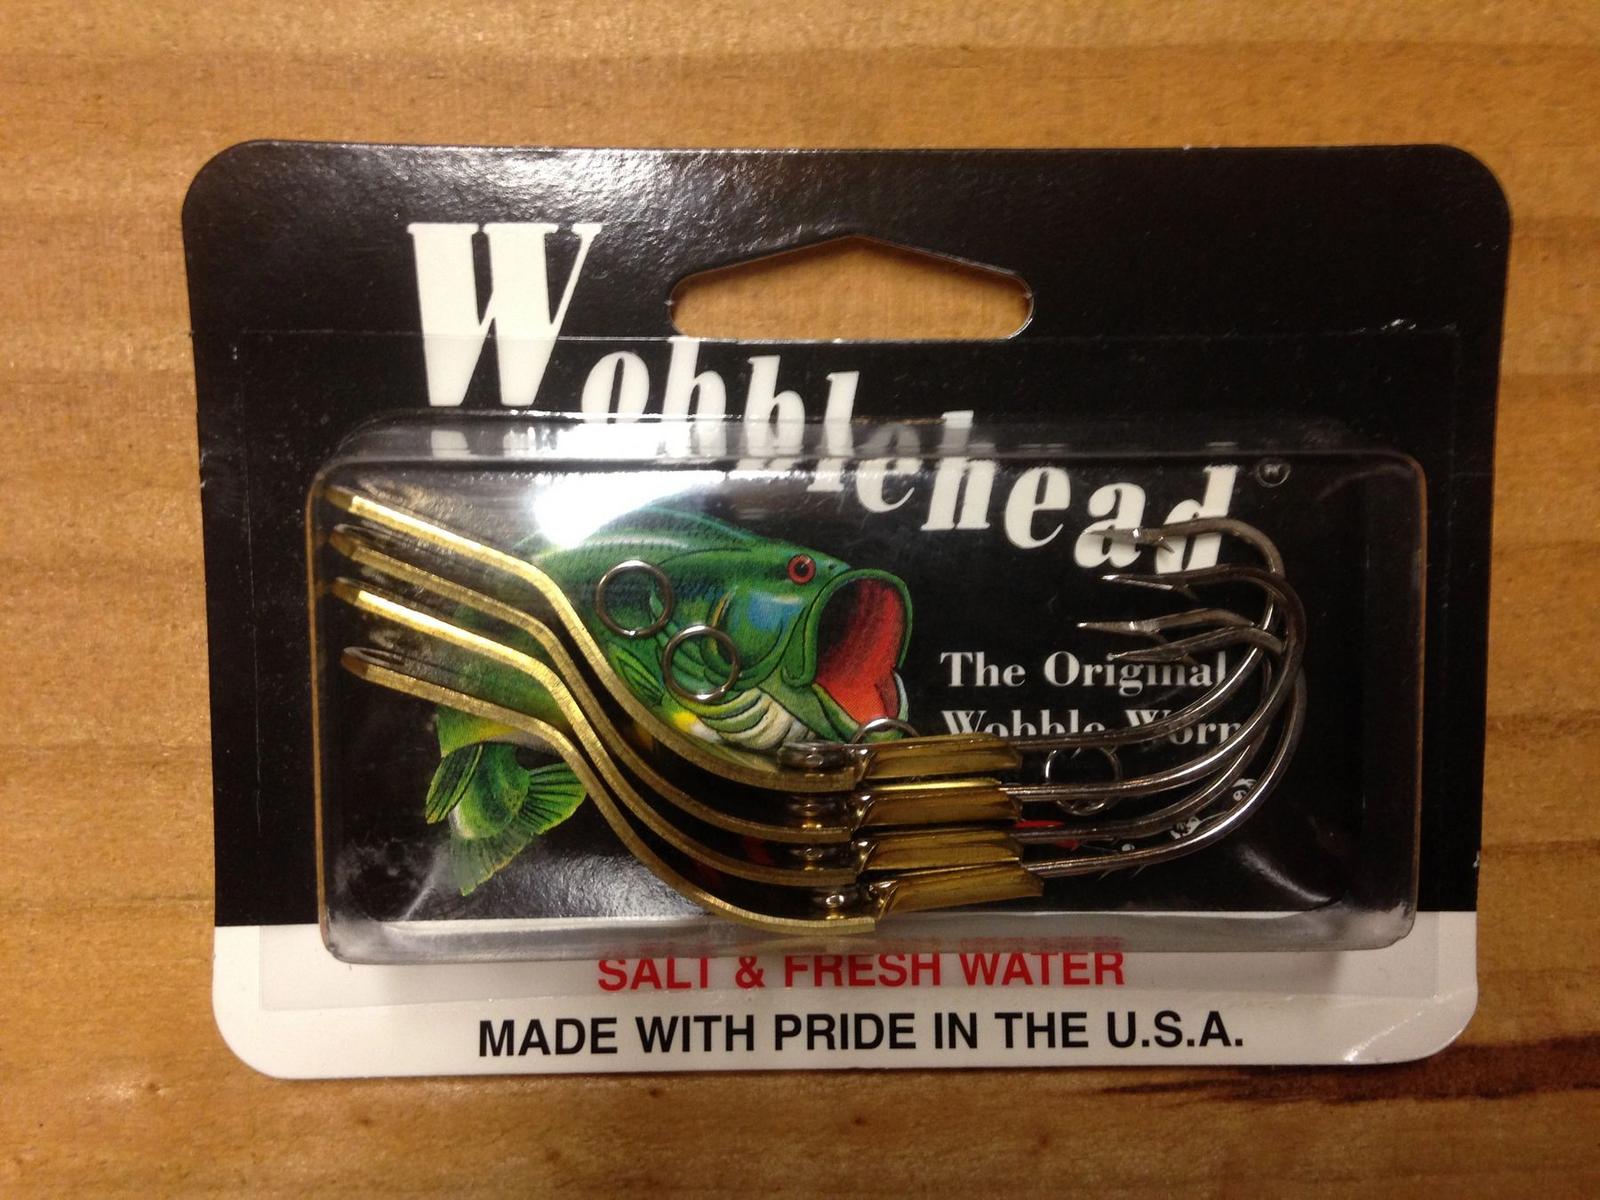 Wobblehead®
The Original
Wobble Worm
SALT & FRESH WATER
MADE WITH PRIDE IN THE U.S.A.